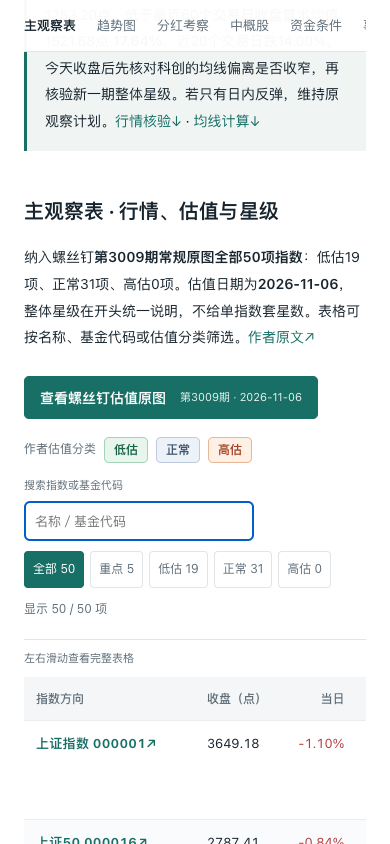 主观察表 趋势图 分红考察 中概股 资金条件
今天收盘后先核对科创的均线偏离是否收窄，再
核验新一期整体星级。若只有日内反弹，维持原
观察计划。行情核验↓ · 均线计算↓
主观察表 · 行情、估值与星级
纳入螺丝钉第3009期常规原图全部50项指数：低估19
项、正常31项、高估0项。估值日期为2026-11-06，
整体星级在开头统一说明，不给单指数套星数。表格可
按名称、基金代码或估值分类筛选。作者原文↗
查看螺丝钉估值原图 第3009期 · 2026-11-06
作者估值分类 低估 正常 高估
搜索指数或基金代码
名称 / 基金代码
全部 50 重点 5 低估 19 正常 31 高估 0
显示 50 / 50 项
左右滑动查看完整表格
指数方向 收盘（点） 当日
上证指数 000001↗ 3649.18 -1.10%
上证50 000016↗ 2787.41 -0.84%